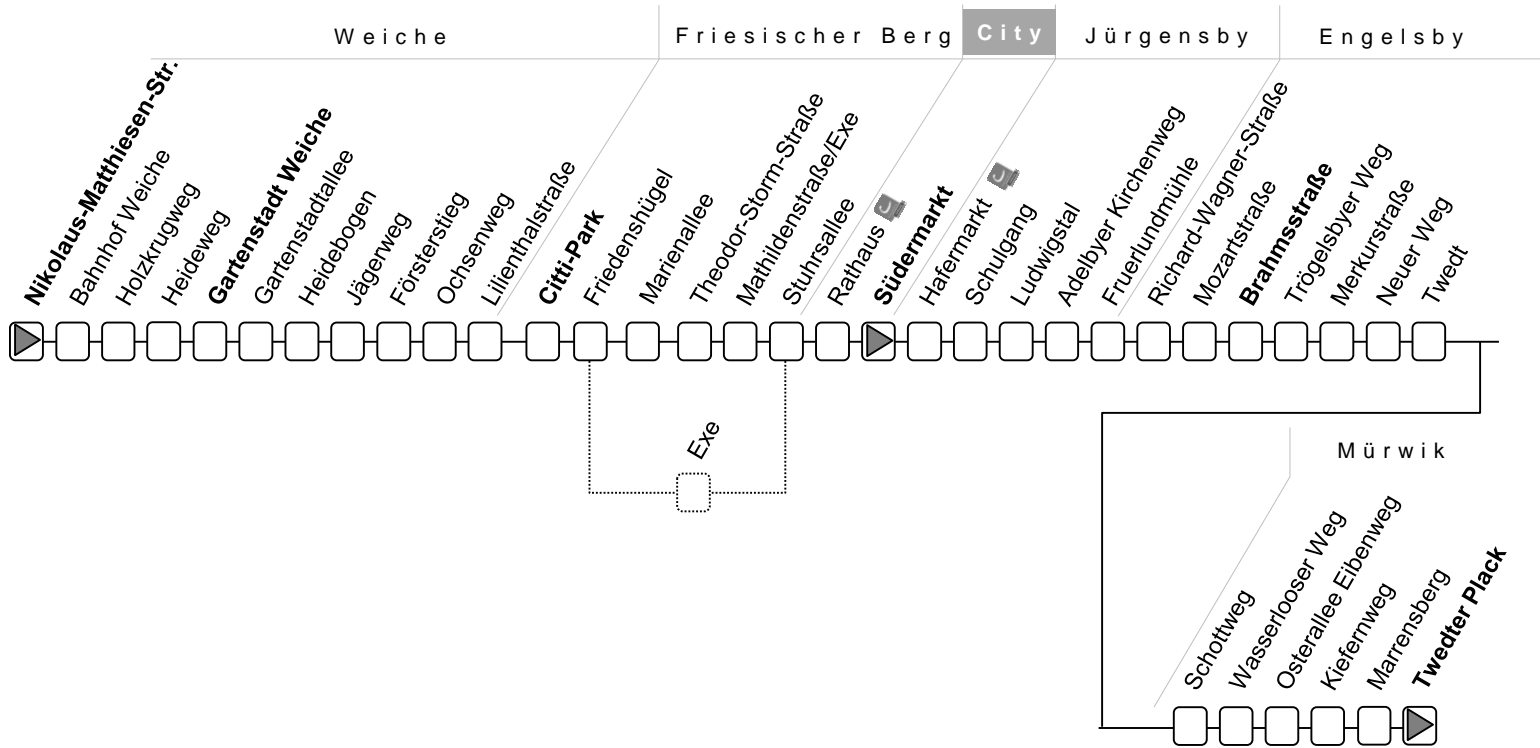 Weiche
Friesischer Berg
City
Jürgensby
Engelsby
Nikolaus-Matthiesen-Str.
Bahnhof Weiche
Holzkrugweg
Heideweg
Gartenstadt Weiche
Gartenstadtallee
Heidebogen
Jägerweg
Försterstieg
Ochsenweg
Lilienthalstraße
Citti-Park
Friedenshügel
Marienallee
Theodor-Storm-Straße
Mathildenstraße/Exe
Stuhrsallee
Rathaus
Südermarkt
Hafermarkt
Schulgang
Ludwigstal
Adelbyer Kirchenweg
Fruerlundmühle
Richard-Wagner-Straße
Mozartstraße
Brahmsstraße
Trögelsbyer Weg
Merkurstraße
Neuer Weg
Twedt
Exe
Mürwik
Schottweg
Wasserlooser Weg
Osterallee Eibenweg
Kiefernweg
Marrensberg
Twedter Plack